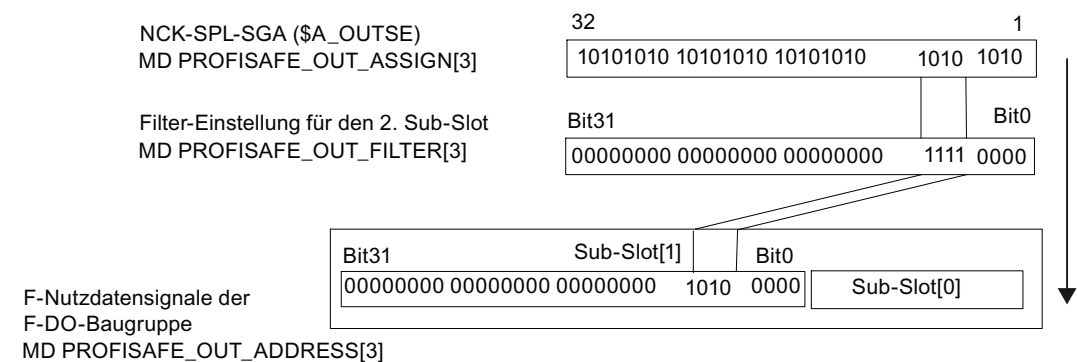 NCK-SPL-SGA ($A_OUTSE)
MD PROFISAFE_OUT_ASSIGN[3]
32 1
10101010 10101010 10101010 1010 1010
Filter-Einstellung für den 2. Sub-Slot
MD PROFISAFE_OUT_FILTER[3]
Bit31 Bit0
00000000 00000000 00000000 1111 0000
Bit31 Sub-Slot[1] Bit0
00000000 00000000 00000000 1010 0000 Sub-Slot[0]
F-Nutzdatensignale der
F-DO-Baugruppe
MD PROFISAFE_OUT_ADDRESS[3]